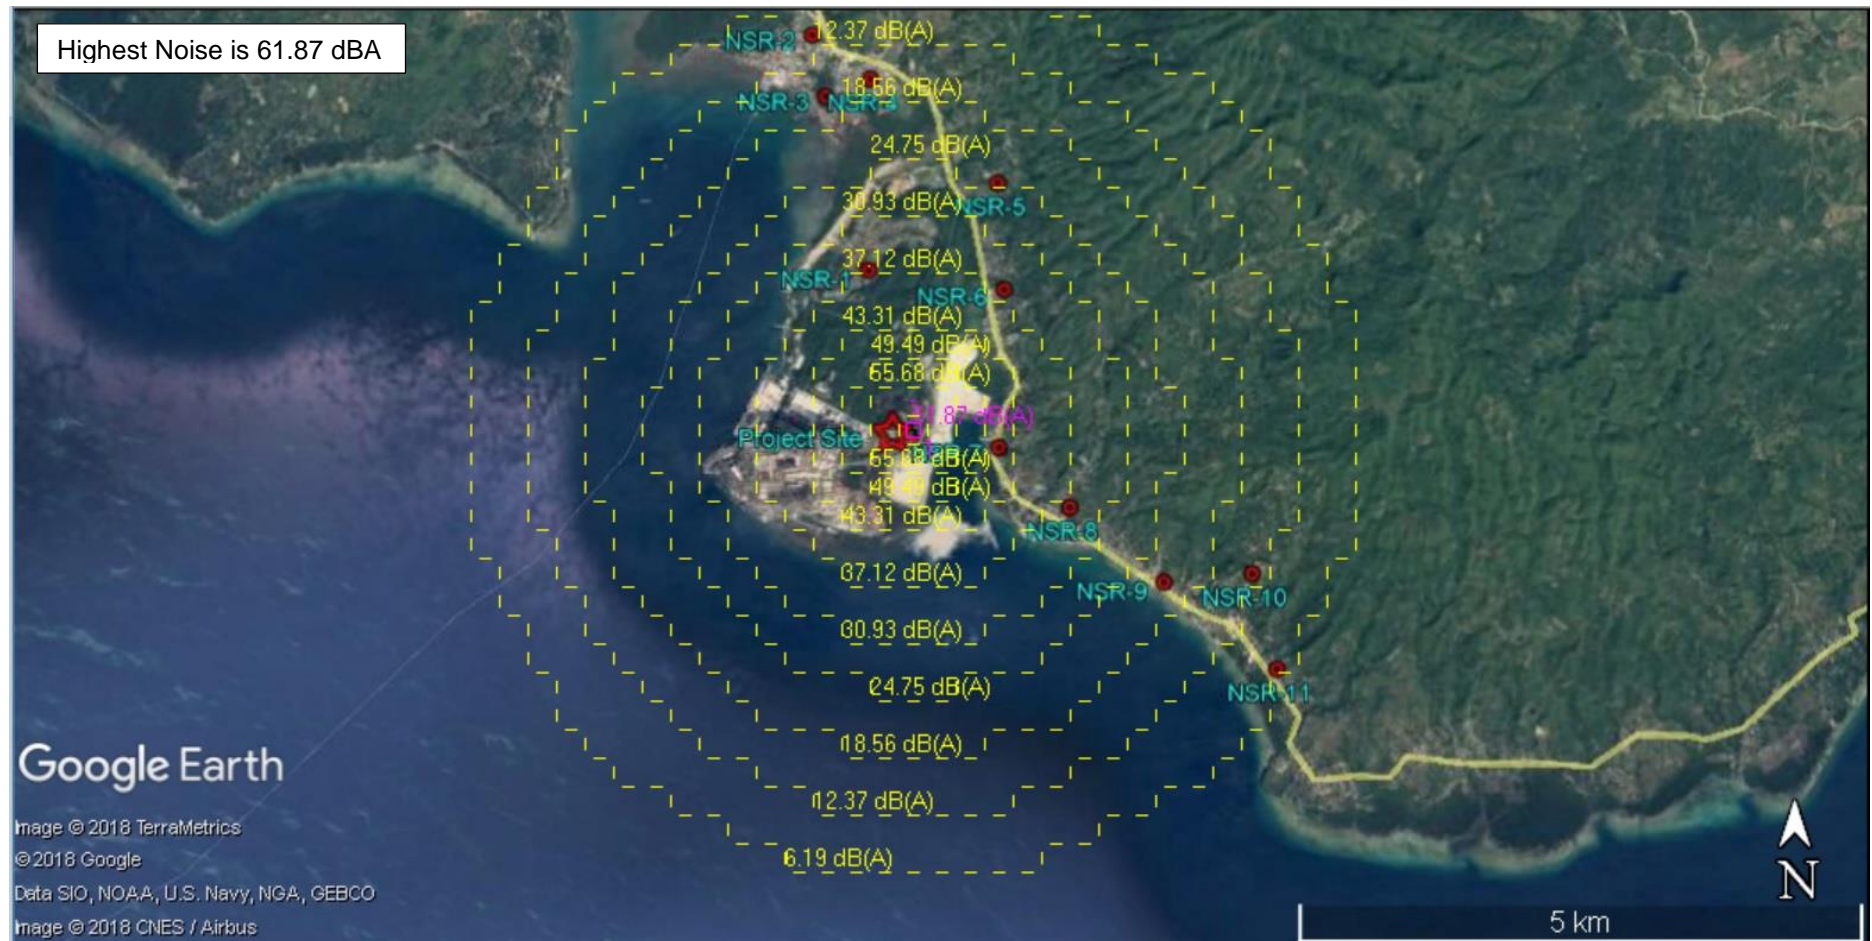 Highest Noise is 61.87 dBA
NSR-2
12.37 dB(A)
18.56 dB(A)
NSR-3
NSR-4
24.75 dB(A)
30.93 dB(A)
NSR-5
37.12 dB(A)
NSR-1
NSR-6
43.31 dB(A)
49.49 dB(A)
55.68 dB(A)
61.87 dB(A)
Project Site
NSR-7
55.68 dB(A)
49.49 dB(A)
43.31 dB(A)
NSR-8
37.12 dB(A)
NSR-9
NSR-10
30.93 dB(A)
24.75 dB(A)
NSR-11
18.56 dB(A)
12.37 dB(A)
6.19 dB(A)
Google Earth
Image © 2018 TerraMetrics
© 2018 Google
Data SIO, NOAA, U.S. Navy, NGA, GEBCO
Image © 2018 CNES / Airbus
N
5 km